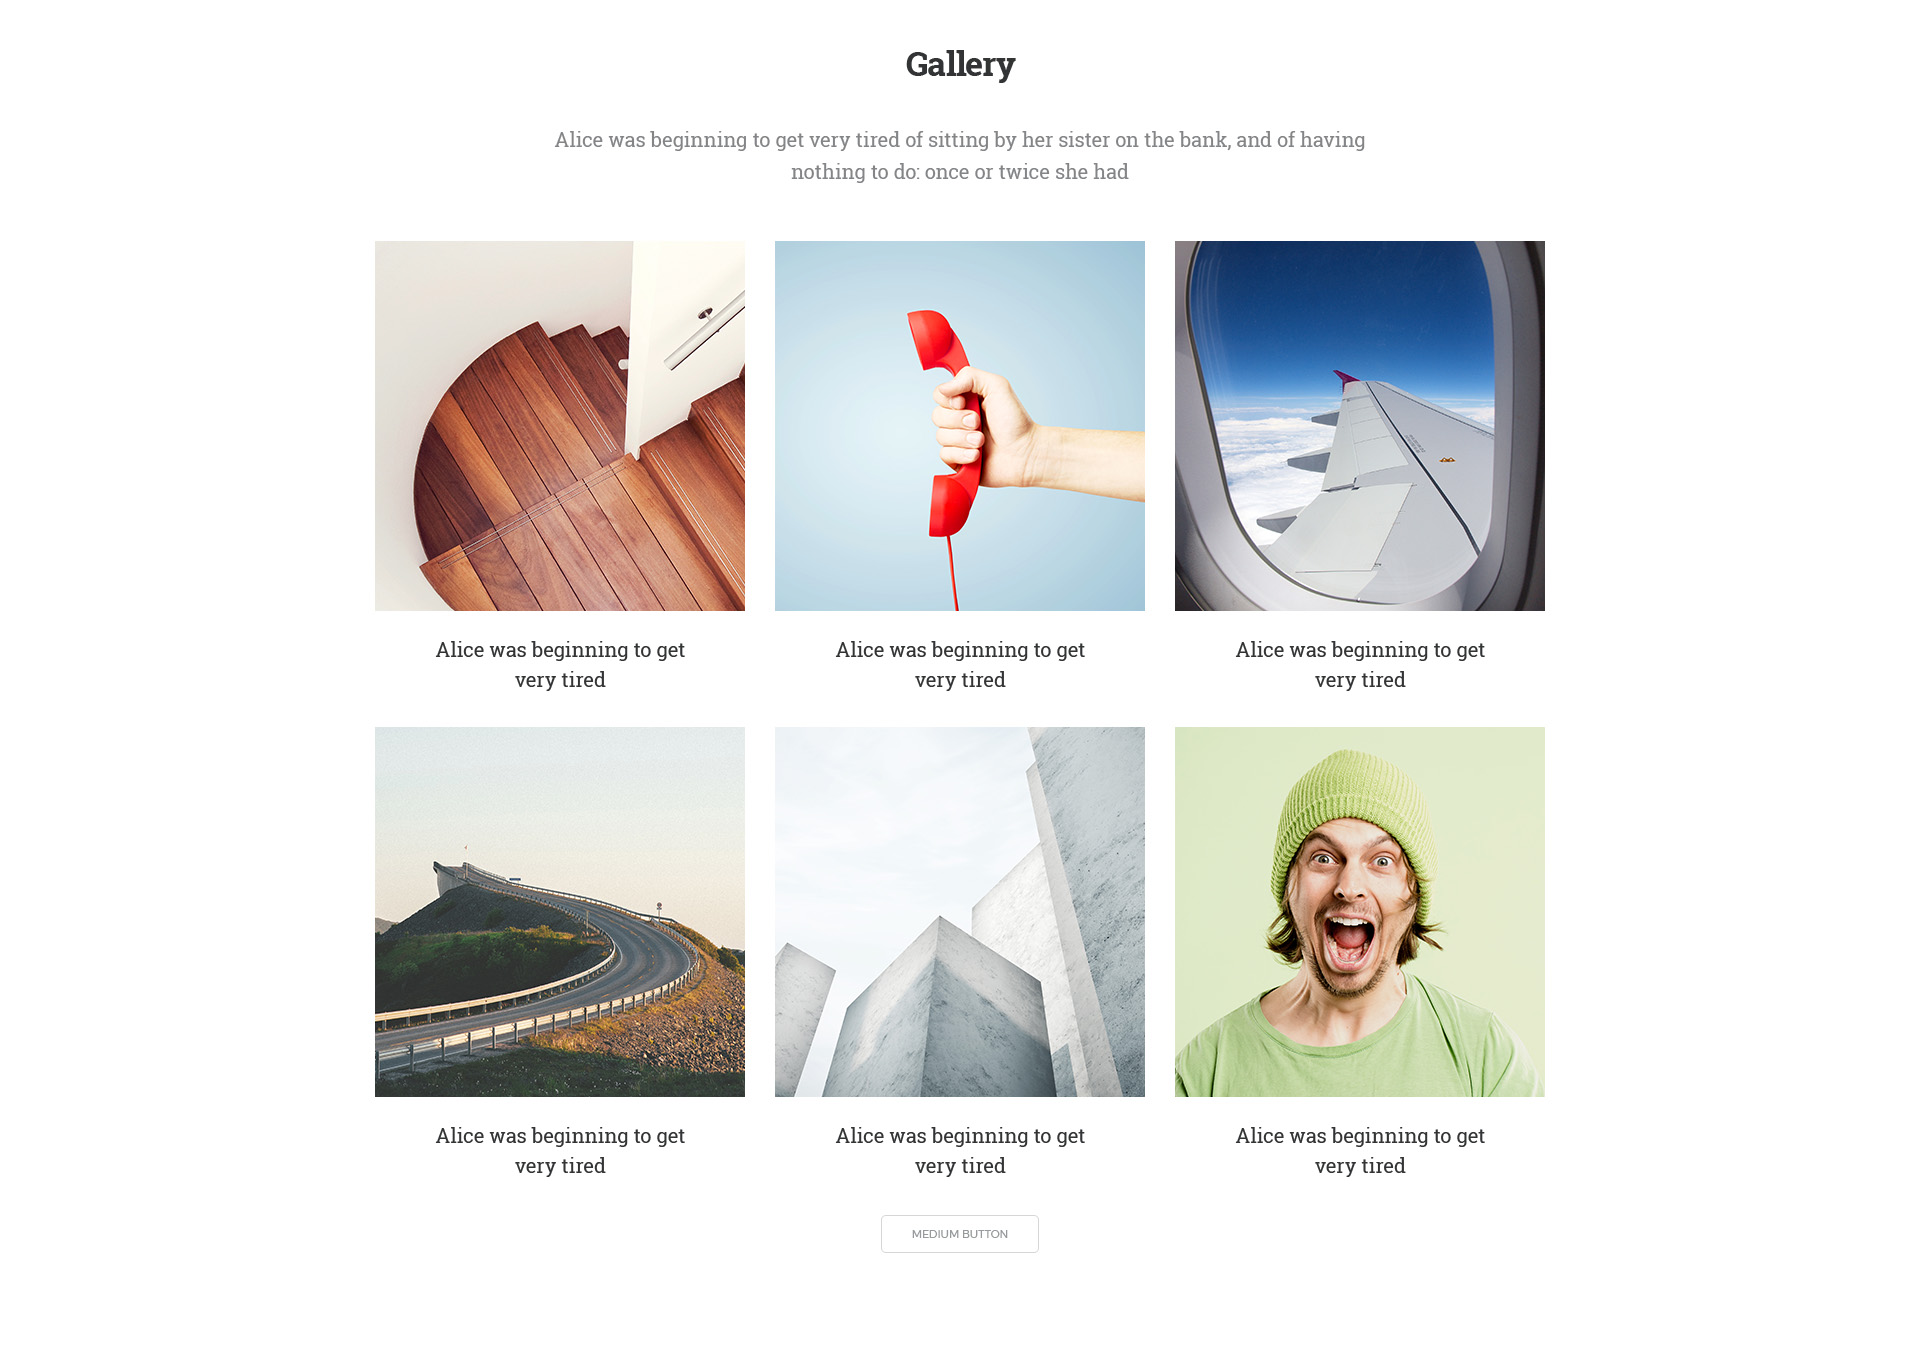 Gallery
Alice was beginning to get very tired of sitting by her sister on the bank, and of having
nothing to do: once or twice she had
Alice was beginning to get
very tired
Alice was beginning to get
very tired
Alice was beginning to get
very tired
Alice was beginning to get
very tired
Alice was beginning to get
very tired
Alice was beginning to get
very tired
MEDIUM BUTTON